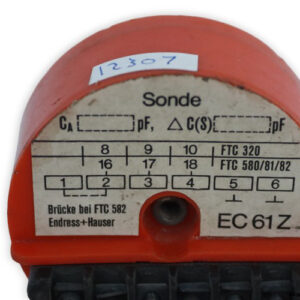 12307
Sonde
CA pF, △ C(S) pF
8 9 10 FTC 320
16 17 18 FTC 580/81/82
1 2 3 4 5 6
Brücke bei FTC 582
Endress+Hauser
EC 61 Z